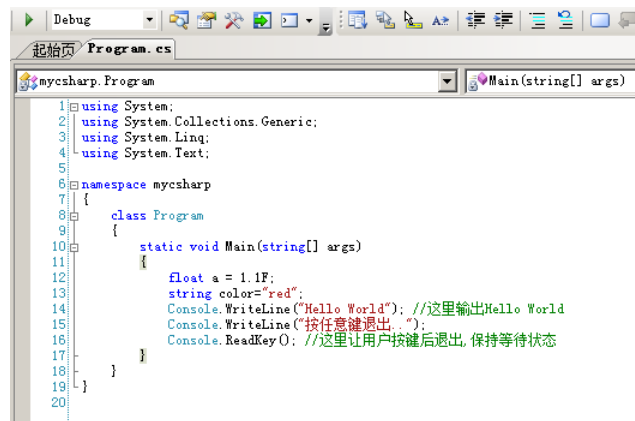 Debug
起始页 Program.cs
mycsharp.Program Main(string[] args)
1 using System;
2 using System.Collections.Generic;
3 using System.Linq;
4 using System.Text;
5
6 namespace mycsharp
7 {
8 class Program
9 {
10 static void Main(string[] args)
11 {
12 float a = 1.1F;
13 string color="red";
14 Console.WriteLine("Hello World"); //这里输出Hello World
15 Console.WriteLine("按任意键退出..");
16 Console.ReadKey(); //这里让用户按键后退出,保持等待状态
17 }
18 }
19 }
20